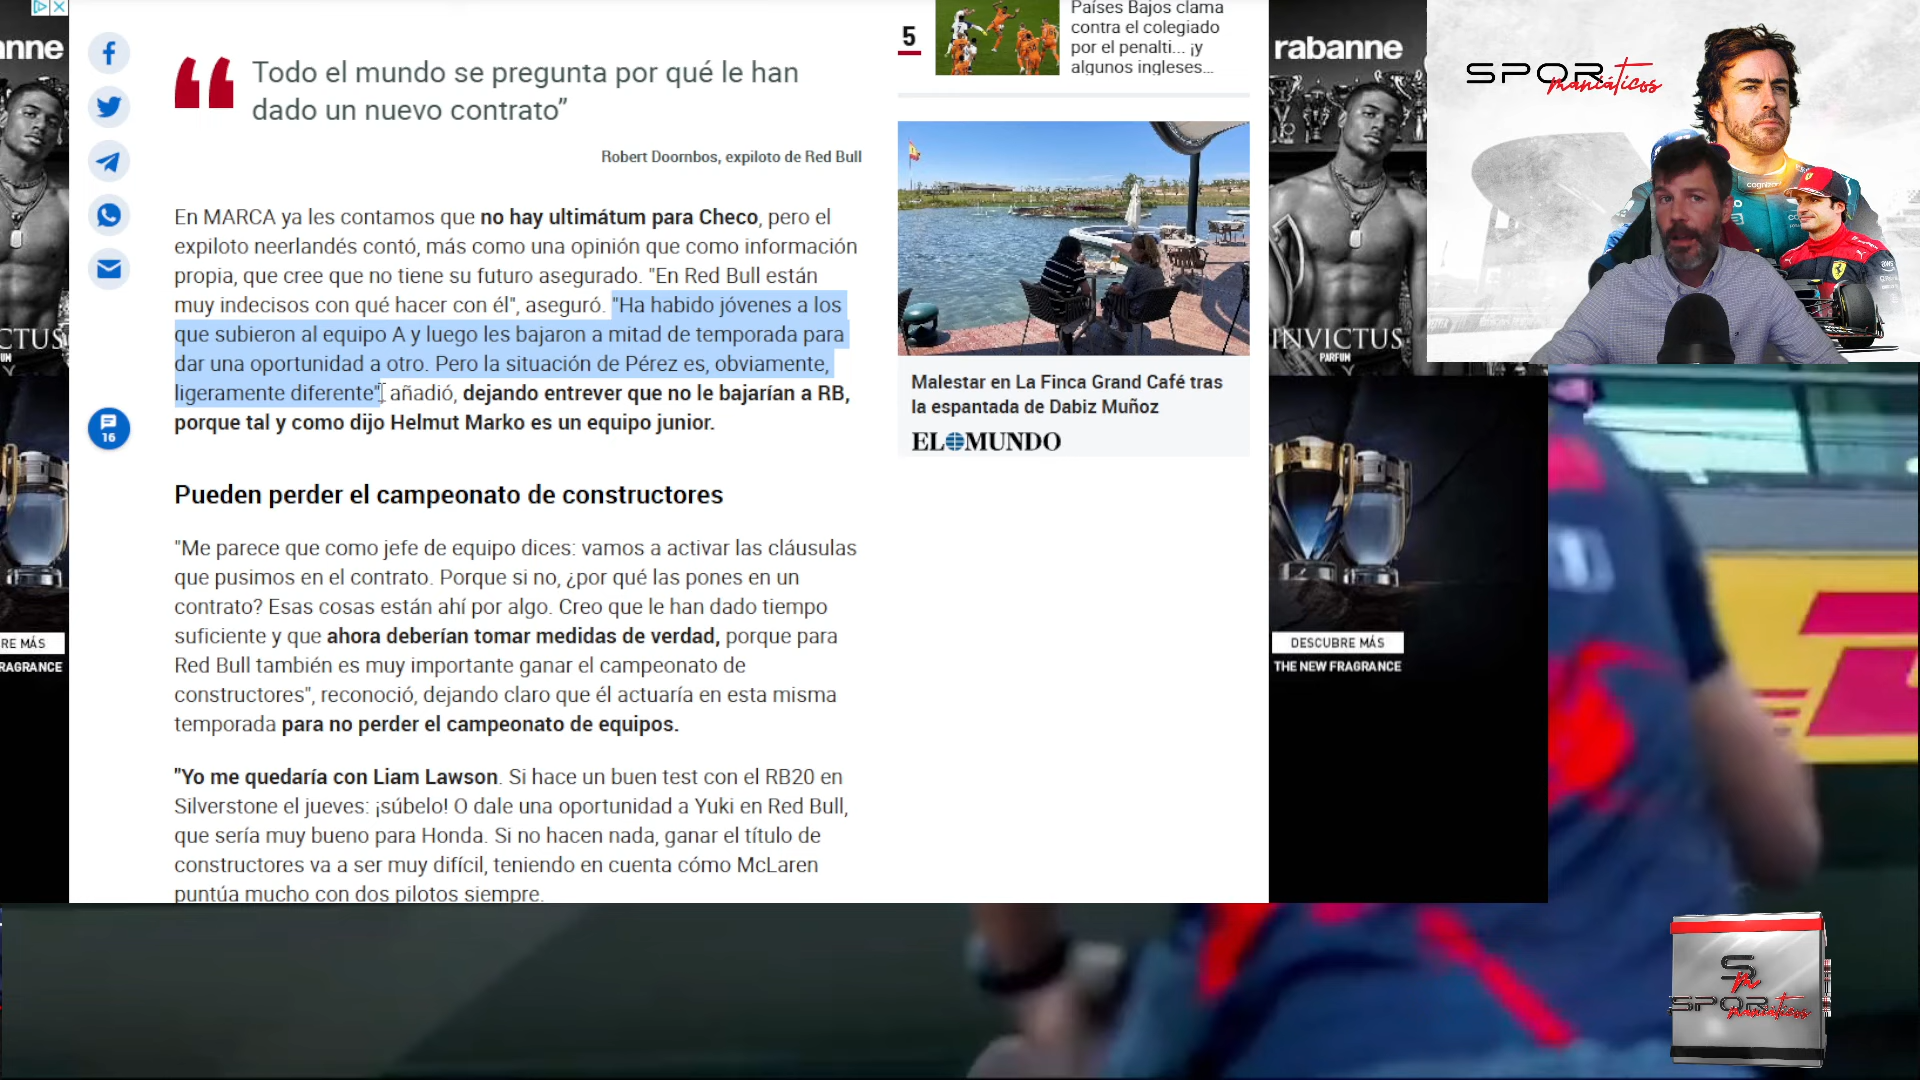 nne
CTUS
UM
RE MÁS
RAGRANCE
16
Todo el mundo se pregunta por qué le han
dado un nuevo contrato”
Robert Doornbos, expiloto de Red Bull
En MARCA ya les contamos que no hay ultimátum para Checo, pero el
expiloto neerlandés contó, más como una opinión que como información
propia, que cree que no tiene su futuro asegurado. "En Red Bull están
muy indecisos con qué hacer con él", aseguró. "Ha habido jóvenes a los
que subieron al equipo A y luego les bajaron a mitad de temporada para
dar una oportunidad a otro. Pero la situación de Pérez es, obviamente,
ligeramente diferente", añadió, dejando entrever que no le bajarían a RB,
porque tal y como dijo Helmut Marko es un equipo junior.
Pueden perder el campeonato de constructores
"Me parece que como jefe de equipo dices: vamos a activar las cláusulas
que pusimos en el contrato. Porque si no, ¿por qué las pones en un
contrato? Esas cosas están ahí por algo. Creo que le han dado tiempo
suficiente y que ahora deberían tomar medidas de verdad, porque para
Red Bull también es muy importante ganar el campeonato de
constructores", reconoció, dejando claro que él actuaría en esta misma
temporada para no perder el campeonato de equipos.
"Yo me quedaría con Liam Lawson. Si hace un buen test con el RB20 en
Silverstone el jueves: ¡súbelo! O dale una oportunidad a Yuki en Red Bull,
que sería muy bueno para Honda. Si no hacen nada, ganar el título de
constructores va a ser muy difícil, teniendo en cuenta cómo McLaren
puntúa mucho con dos pilotos siempre.
5
Países Bajos clama
contra el colegiado
por el penalti... ¡y
algunos ingleses...
Malestar en La Finca Grand Café tras
la espantada de Dabiz Muñoz
EL MUNDO
rabanne
INVICTUS
PARFUM
DESCUBRE MÁS
THE NEW FRAGRANCE
SPOR
maniáticos
cognizant
aws
SPOR
maniáticos